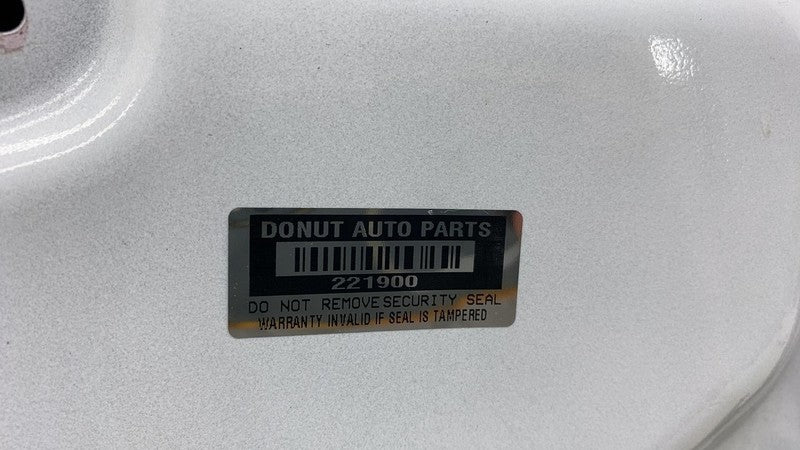 DONUT AUTO PARTS
221900
DO NOT REMOVE SECURITY SEAL
WARRANTY INVALID IF SEAL IS TAMPERED